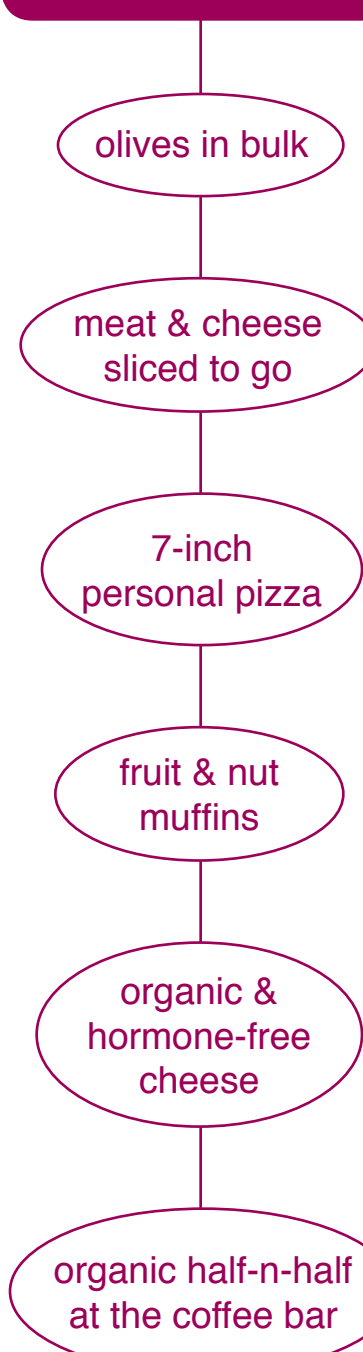 olives in bulk
meat & cheese
sliced to go
7-inch
personal pizza
fruit & nut
muffins
organic &
hormone-free
cheese
organic half-n-half
at the coffee bar